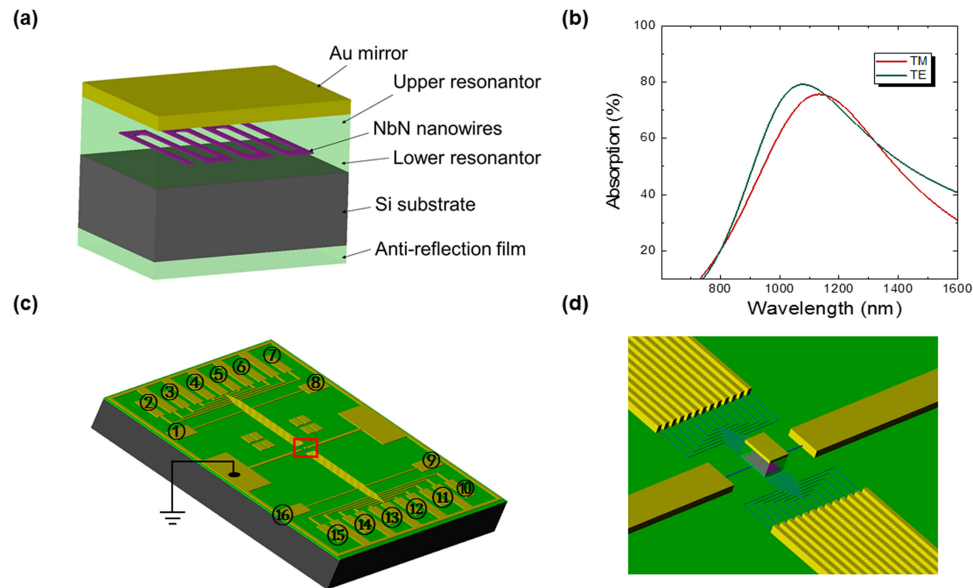 (a)
Au mirror
Upper resonantor
NbN nanowires
Lower resonantor
Si substrate
Anti-reflection film
(b)
100
80
60
40
20
Absorption (%)
TM
TE
800
1000
1200
1400
1600
Wavelength (nm)
(c)
①
②
③
④
⑤
⑥
⑦
⑧
⑨
⑩
⑪
⑫
⑬
⑭
⑮
⑯
(d)